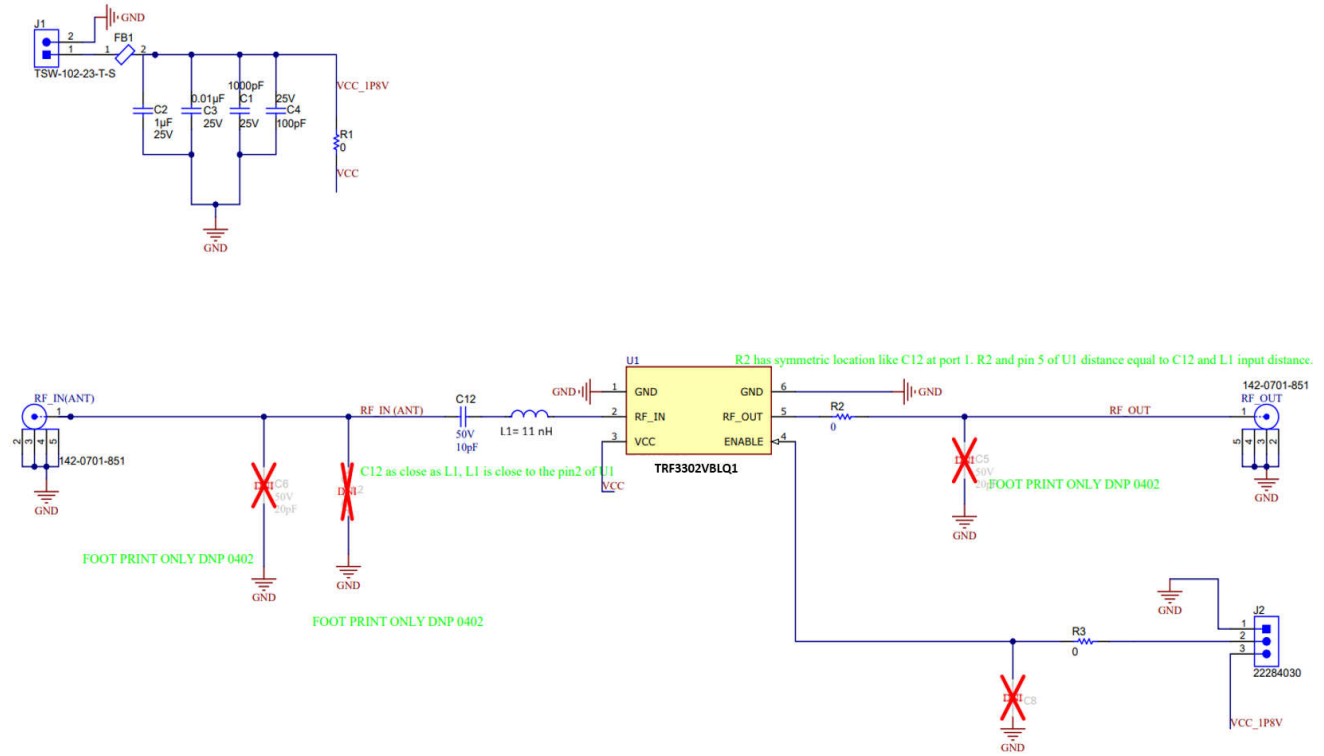 J1
GND
2
1
TSW-102-23-T-S
FB1
1
2
C2
1µF
25V
0.01µF
C3
25V
1000pF
C1
25V
25V
C4
100pF
VCC_1P8V
R1
0
VCC
GND
RF_IN(ANT)
1
2
3
4
5
142-0701-851
GND
C6
50V
20pF
GND
FOOT PRINT ONLY DNP 0402
GND
FOOT PRINT ONLY DNP 0402
RF_IN (ANT)
C12
50V
10pF
L1= 11 nH
C12 as close as L1, L1 is close to the pin2 of U1
U1
GND
1
GND
2
RF_IN
3
VCC
VCC
GND
6
RF_OUT
5
ENABLE
4
TRF3302VBLQ1
R2 has symmetric location like C12 at port 1. R2 and pin 5 of U1 distance equal to C12 and L1 input distance.
GND
R2
0
RF_OUT
C5
50V
FOOT PRINT ONLY DNP 0402
GND
142-0701-851
RF_OUT
1
5
4
3
2
GND
GND
J2
1
2
3
22284030
R3
0
C8
GND
VCC_1P8V